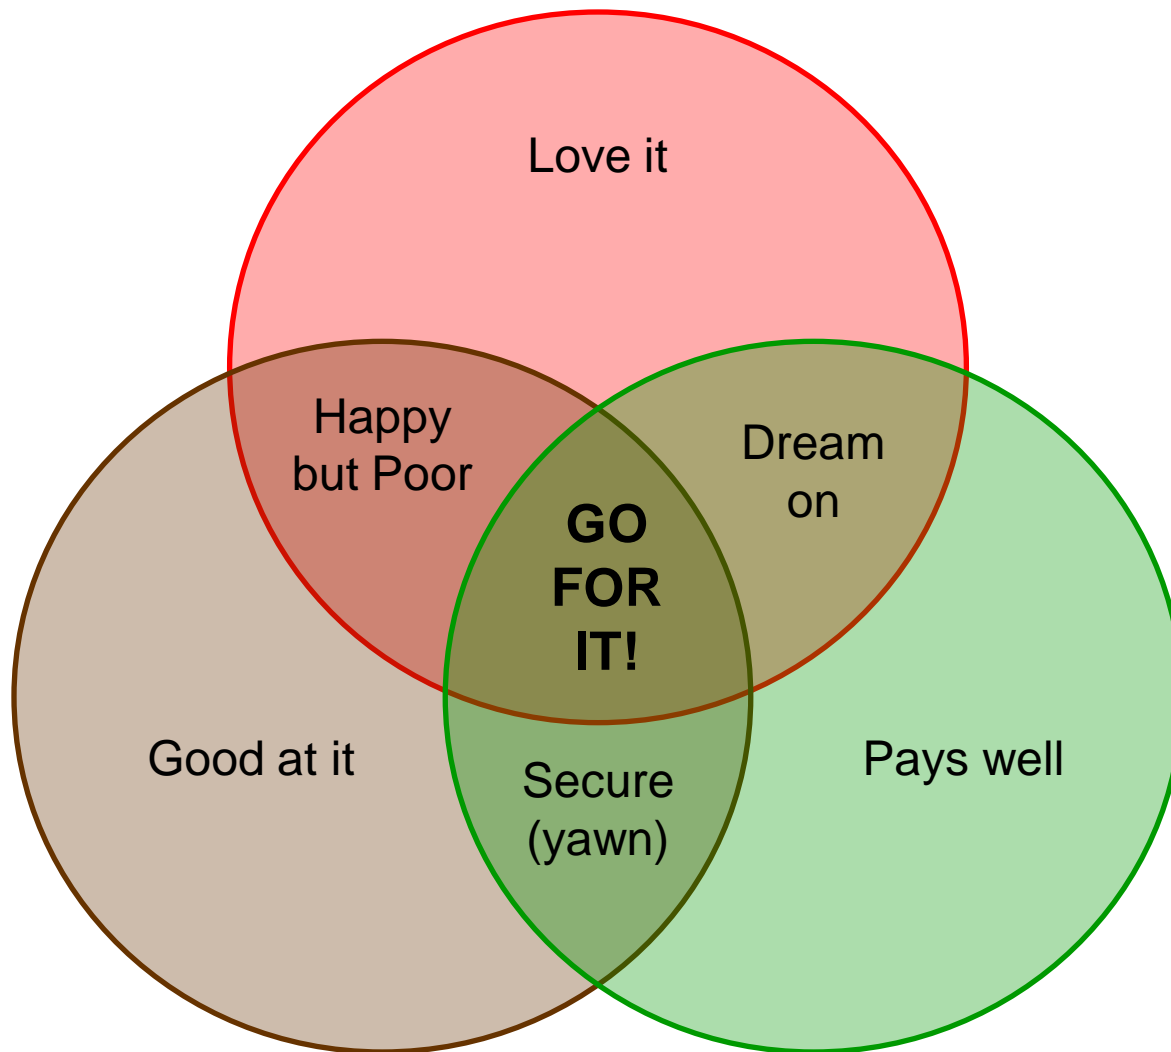 Love it
Happy
but Poor
Dream
on
GO
FOR
IT!
Good at it
Secure
(yawn)
Pays well